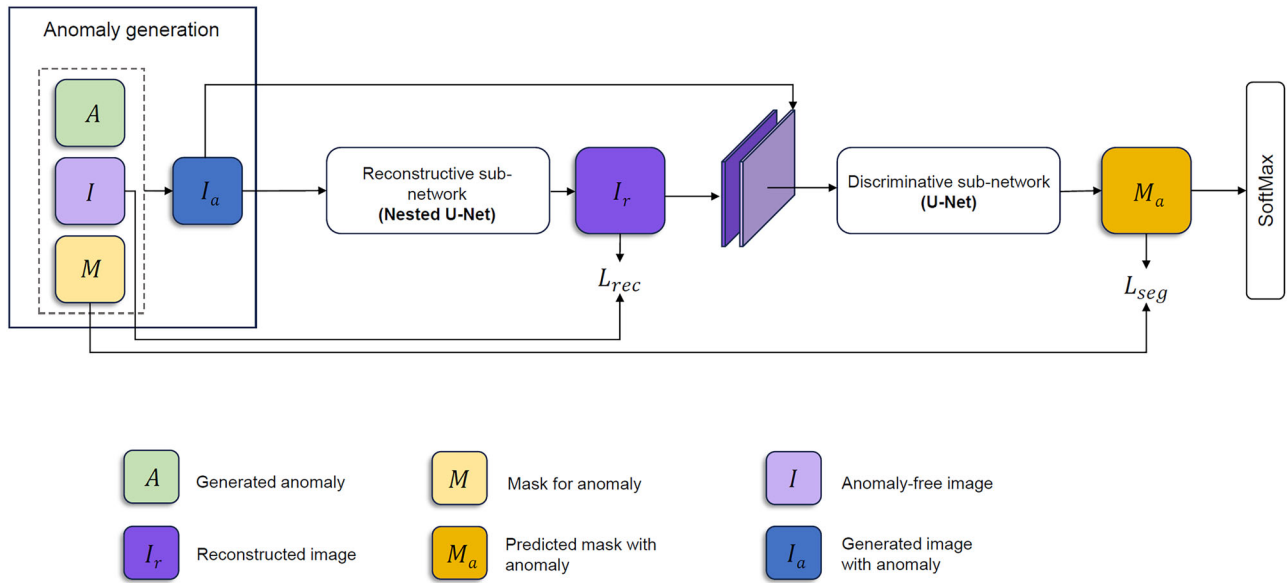 Anomaly generation
A
I
M
I_a
Reconstructive sub-
network
(Nested U-Net)
I_r
L_rec
Discriminative sub-network
(U-Net)
M_a
L_seg
SoftMax
A Generated anomaly
M Mask for anomaly
I Anomaly-free image
I_r Reconstructed image
M_a Predicted mask with
anomaly
I_a Generated image
with anomaly